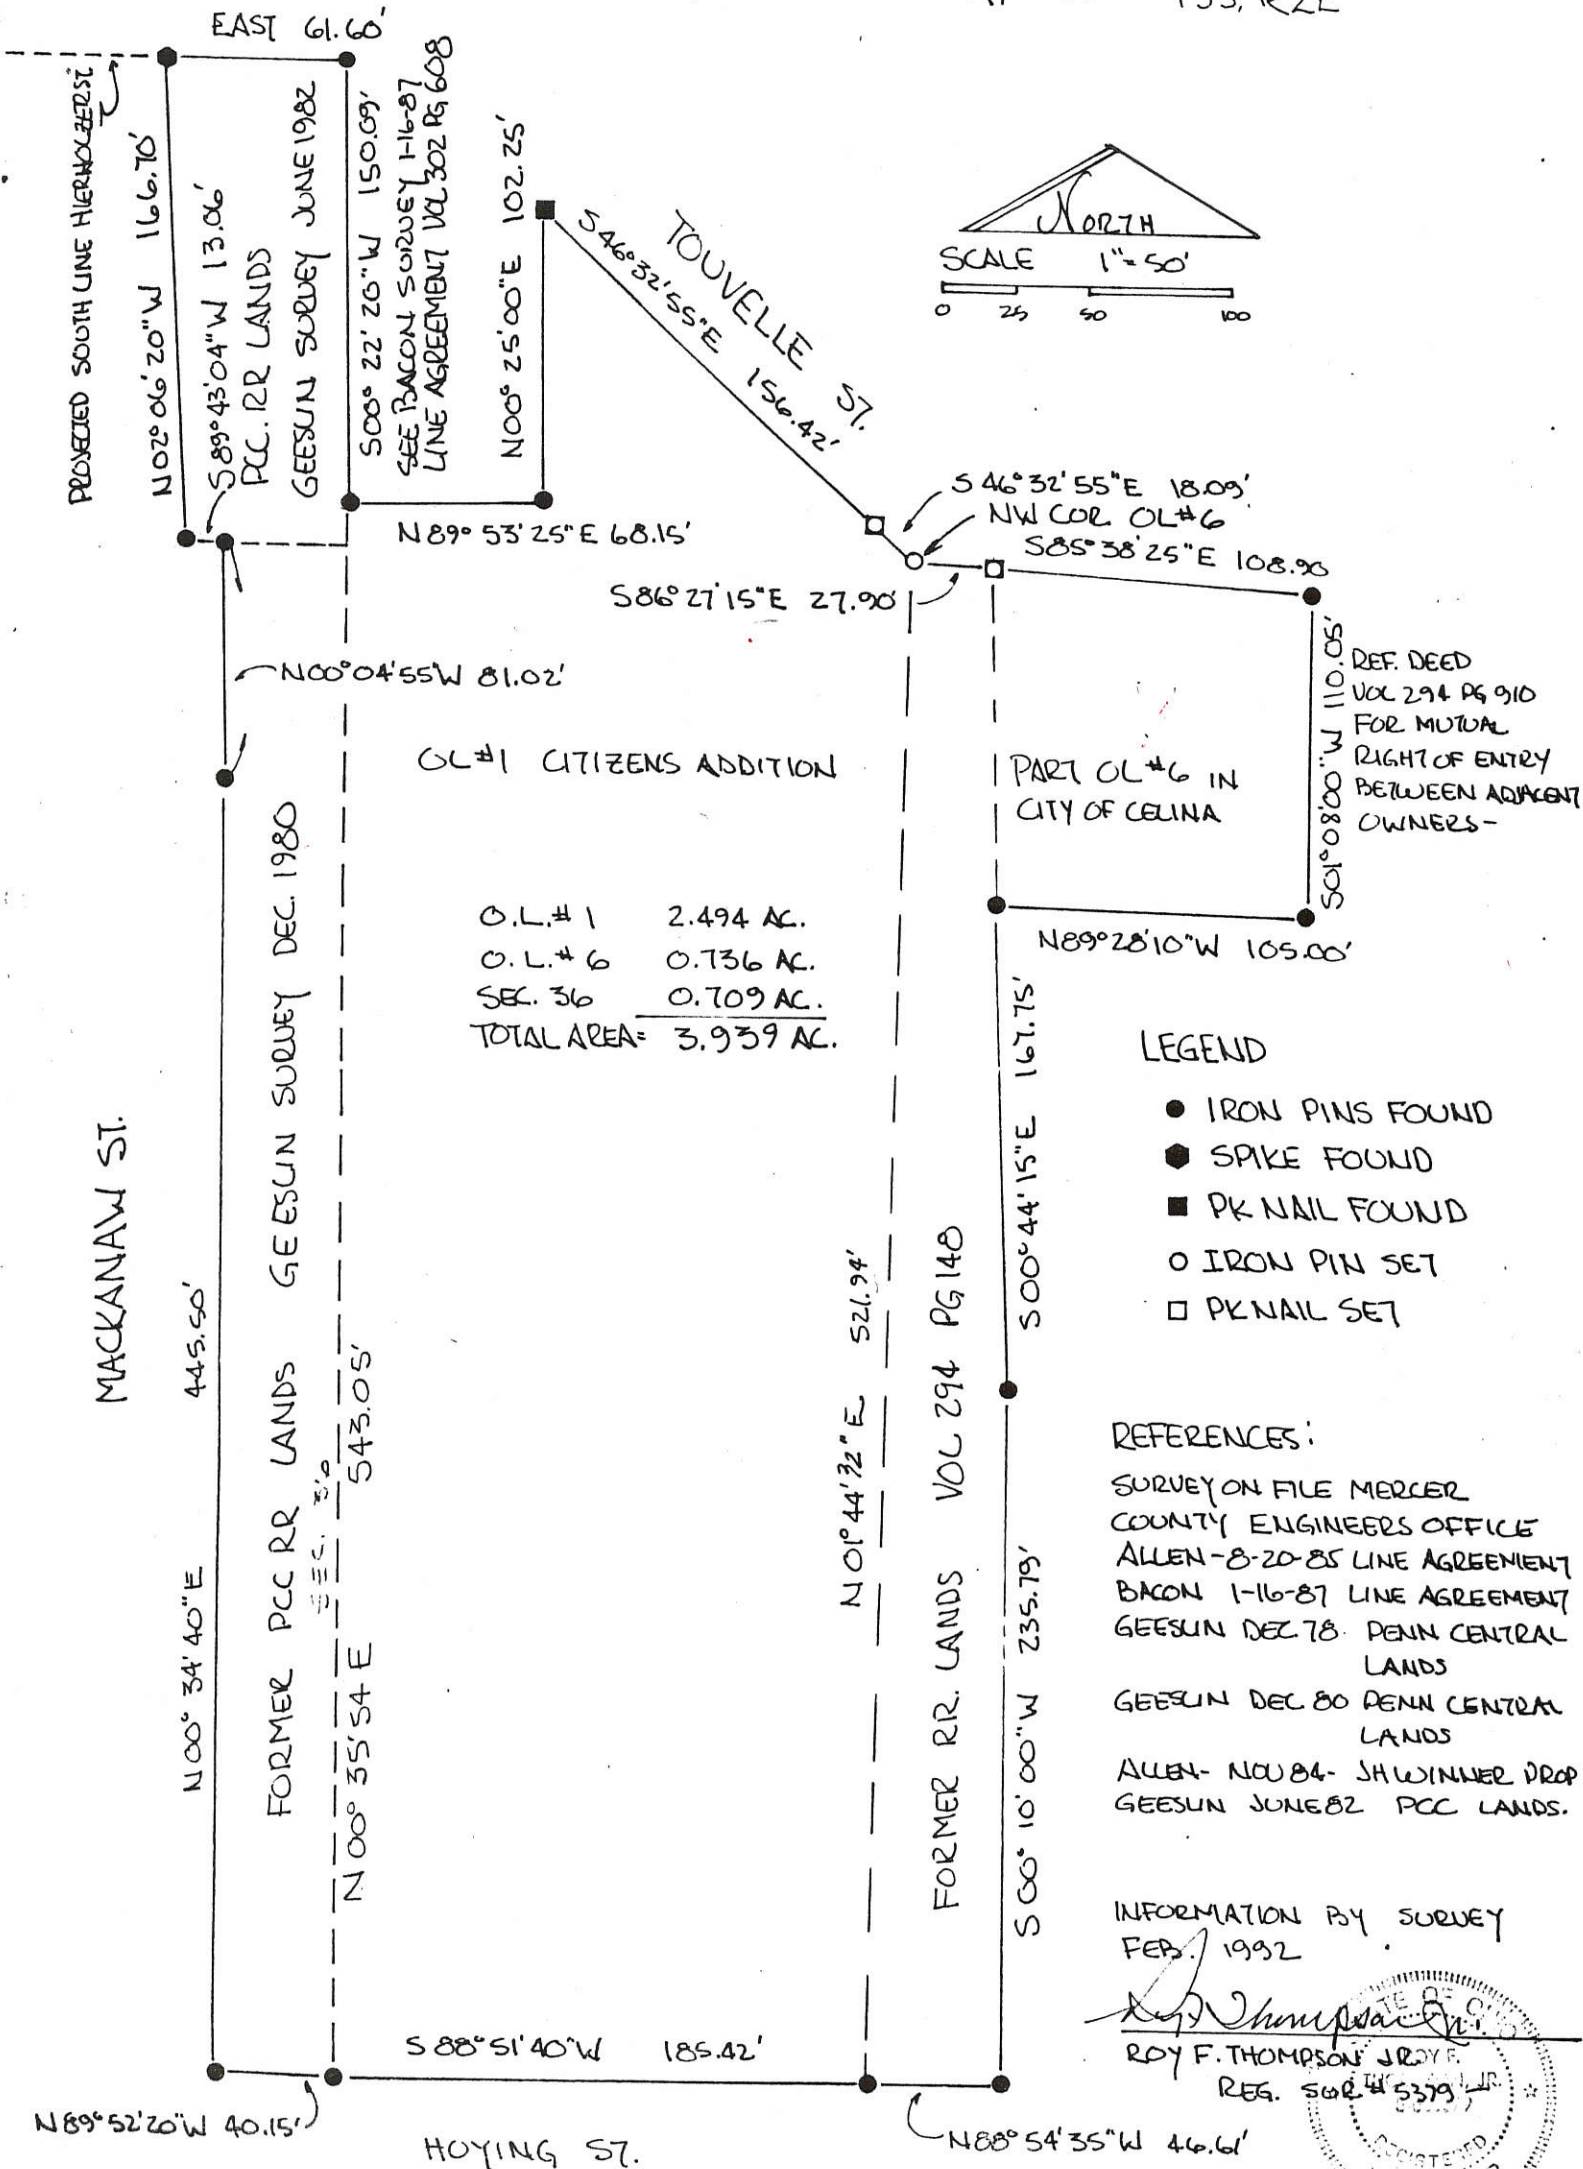 T5S, R2E
EAST 61.60'
PROJECTED SOUTH LINE HIERHOLZER ST
N02°06'20"W 166.70'
S89°43'04"W 13.06'
PCC. RR LANDS
GEESLIN SURVEY JUNE 1982
S00°22'20"W 150.09'
SEE BACON SURVEY 1-16-87
LINE AGREEMENT VOL 302 PG 608
N00°25'00"E 102.25'
TOUVELLE ST.
S46°32'55"E 156.42'
NORTH
SCALE 1"=50'
0 25 50 100
S46°32'55"E 18.09'
NW COR OL#6
S85°38'25"E 108.90
N89°53'25"E 68.15'
S86°27'15"E 27.90'
N00°04'55"W 81.02'
S01°08'00"W 110.05'
REF. DEED
VOL 294 PG 910
FOR MUTUAL
RIGHT OF ENTRY
BETWEEN ADJACENT
OWNERS-
OL#1 CITIZENS ADDITION
PART OL#6 IN
CITY OF CELINA
N89°28'10"W 105.00'
O.L.#1 2.494 AC.
O.L.#6 0.736 AC.
SEC. 36 0.709 AC.
TOTAL AREA= 3.939 AC.
MACKANAW ST.
N00°34'40"E 445.50'
FORMER PCC RR LANDS GEESLIN SURVEY DEC. 1980
SEC. 36
N00°35'54 E 543.05'
N01°44'32"E 521.94'
FORMER RR. LANDS VOL 294 PG 148
S00°44'15"E 167.75'
S00°10'00"W 235.79'
LEGEND
IRON PINS FOUND
SPIKE FOUND
PK NAIL FOUND
IRON PIN SET
PK NAIL SET
REFERENCES:
SURVEY ON FILE MERCER
COUNTY ENGINEERS OFFICE
ALLEN-8-20-85 LINE AGREEMENT
BACON 1-16-87 LINE AGREEMENT
GEESLIN DEC.78 PENN CENTRAL
LANDS
GEESLIN DEC 80 PENN CENTRAL
LANDS
ALLEN- NOV 84- JH WINNER PROP
GEESLIN JUNE 82 PCC LANDS.
INFORMATION BY SURVEY
FEB. 1992
Roy F Thompson Jr.
ROY F. THOMPSON JR.
REG. SUR # 5379
S88°51'40"W 185.42'
N89°52'20"W 40.15'
N88°54'35"W 46.61'
HOYING ST.